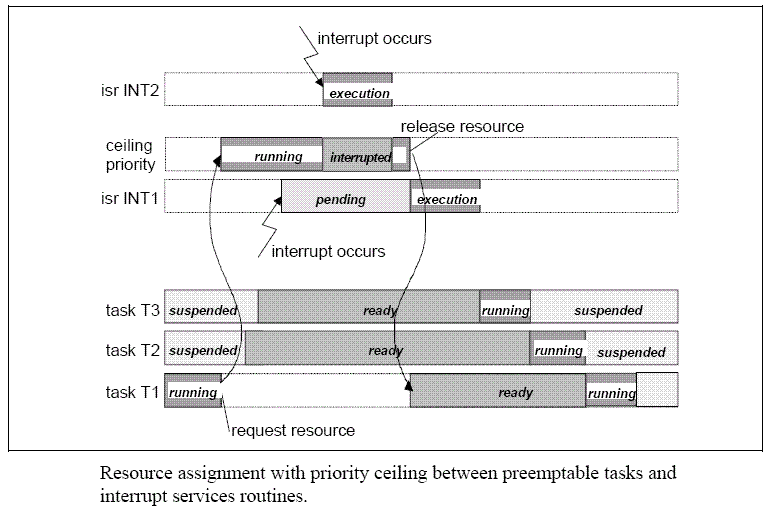 interrupt occurs
isr INT2
execution
release resource
ceiling
priority
running
interrupted
isr INT1
pending
execution
interrupt occurs
task T3
suspended
ready
running
suspended
task T2
suspended
ready
running
suspended
task T1
running
ready
running
request resource
Resource assignment with priority ceiling between preemptable tasks and
interrupt services routines.